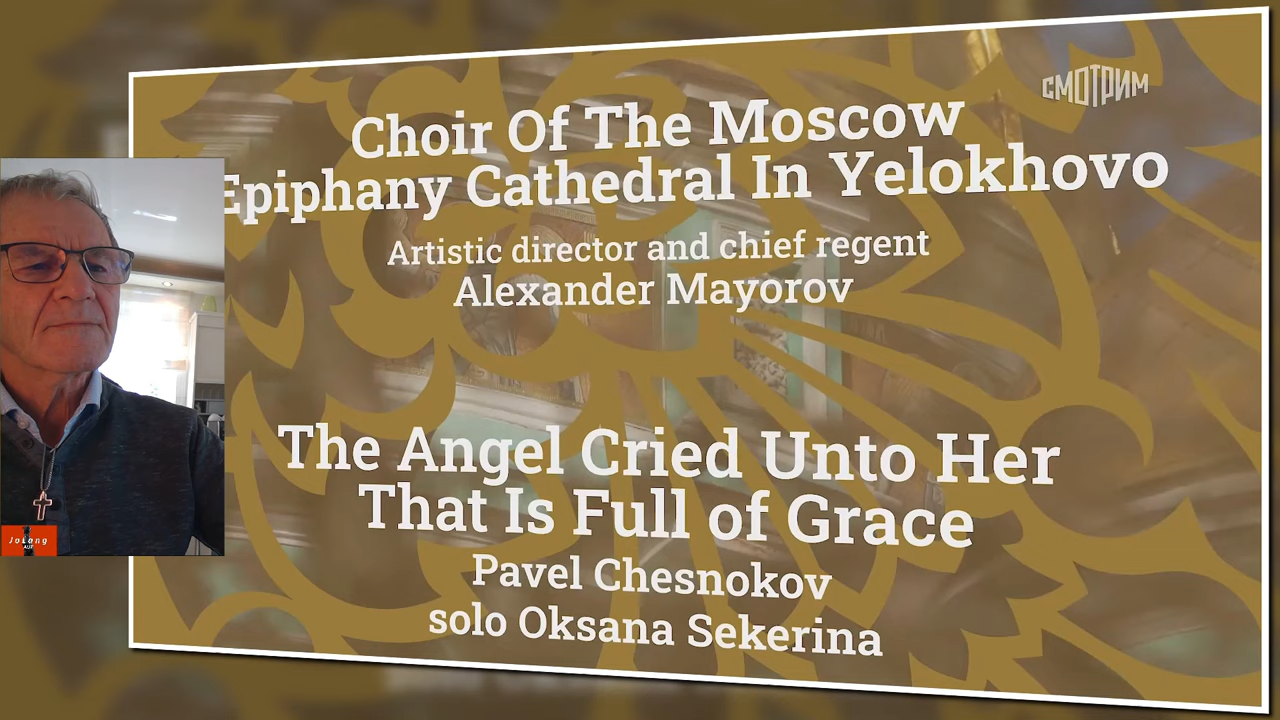 СМОТРИМ
Choir Of The Moscow
Epiphany Cathedral In Yelokhovo
Artistic director and chief regent
Alexander Mayorov
The Angel Cried Unto Her
That Is Full of Grace
Pavel Chesnokov
solo Oksana Sekerina
JoLang